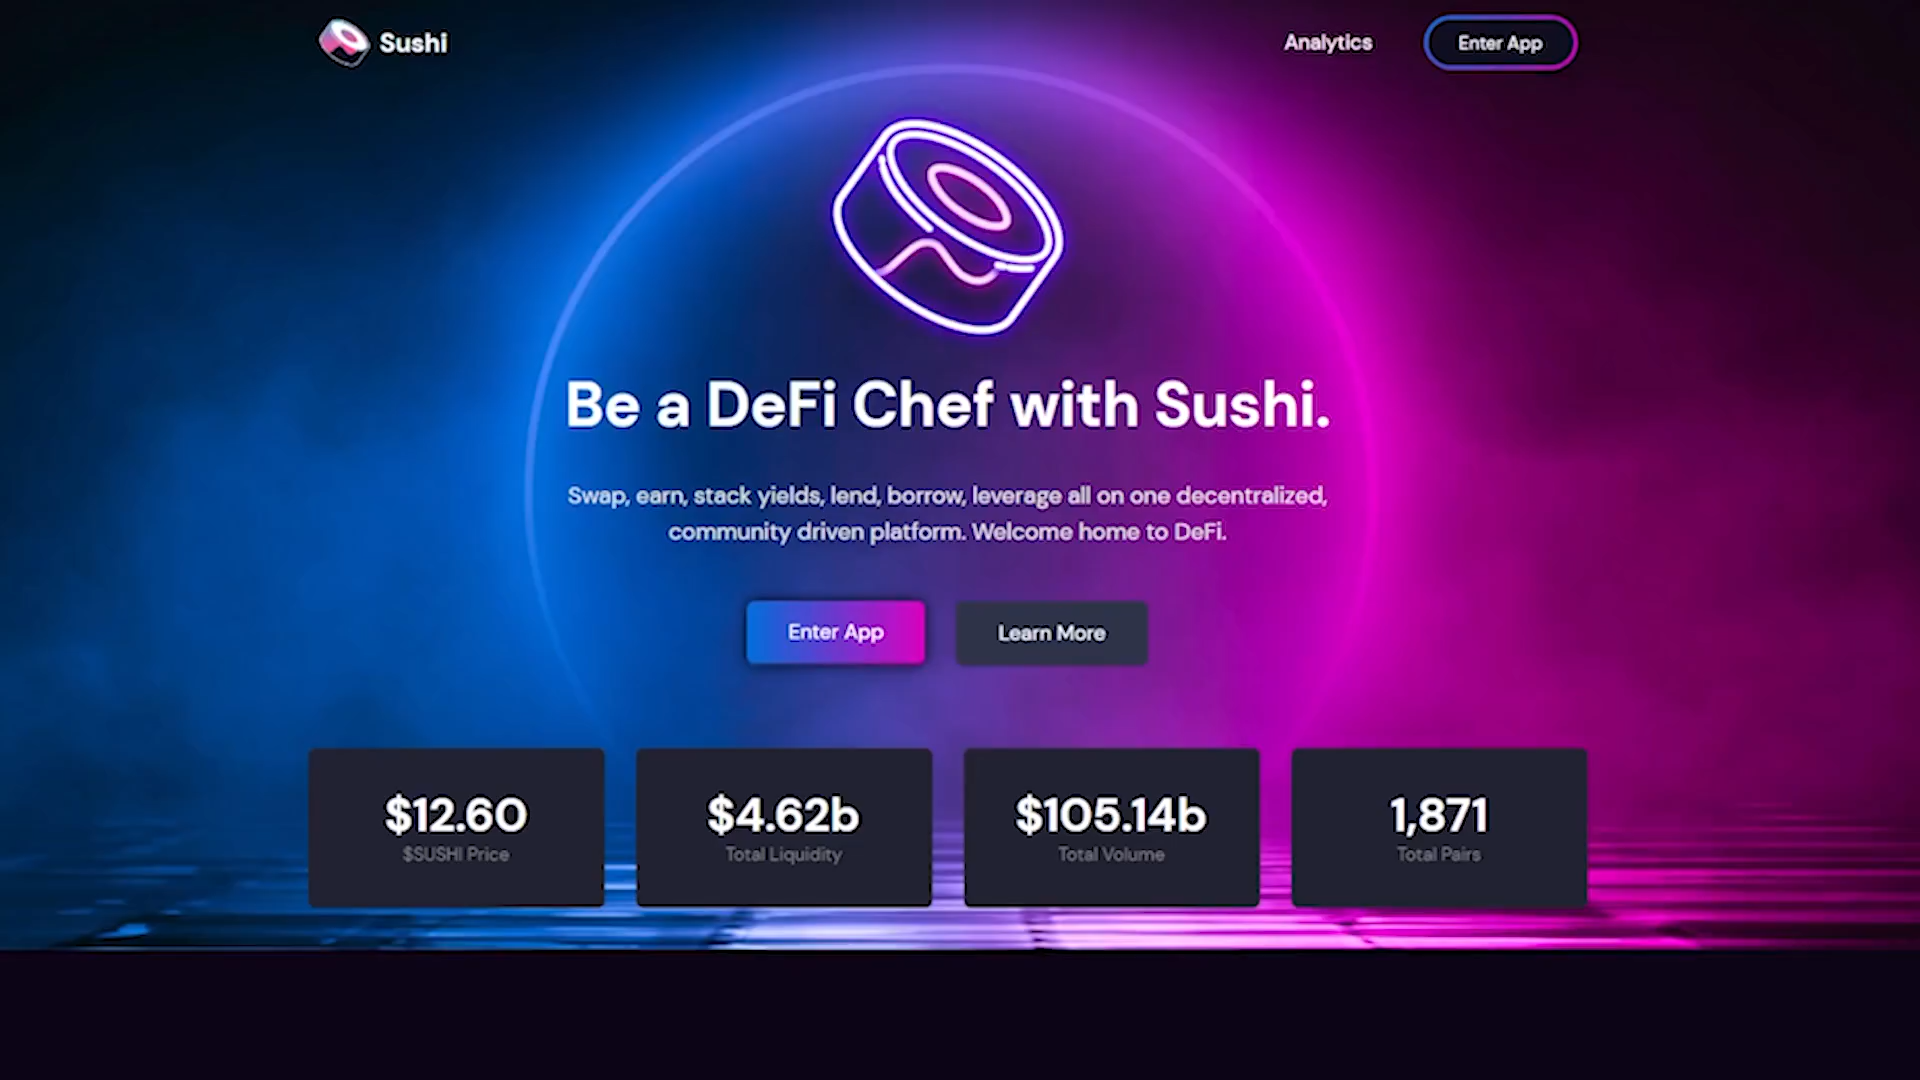 Sushi
Analytics
Enter App
Be a DeFi Chef with Sushi.
Swap, earn, stack yields, lend, borrow, leverage all on one decentralized,
community driven platform. Welcome home to DeFi.
Enter App
Learn More
$12.60
$SUSHI Price
$4.62b
Total Liquidity
$105.14b
Total Volume
1,871
Total Pairs